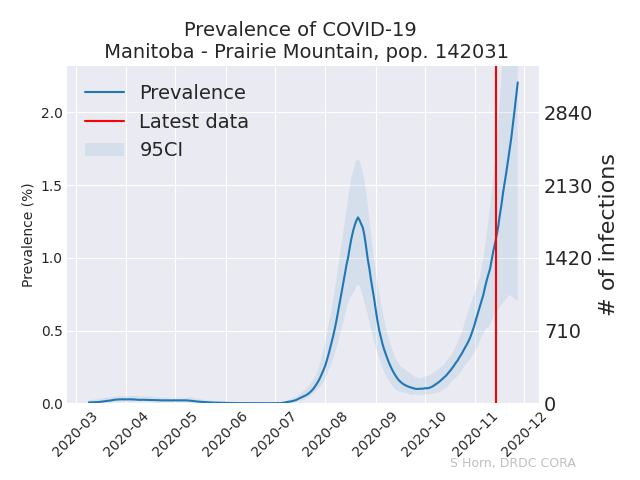 Prevalence of COVID-19
Manitoba - Prairie Mountain, pop. 142031
Prevalence
Latest data
95CI
Prevalence (%)
2.0
1.5
1.0
0.5
0.0
2840
2130
1420
710
0
# of infections
2020-03
2020-04
2020-05
2020-06
2020-07
2020-08
2020-09
2020-10
2020-11
2020-12
S Horn, DRDC CORA